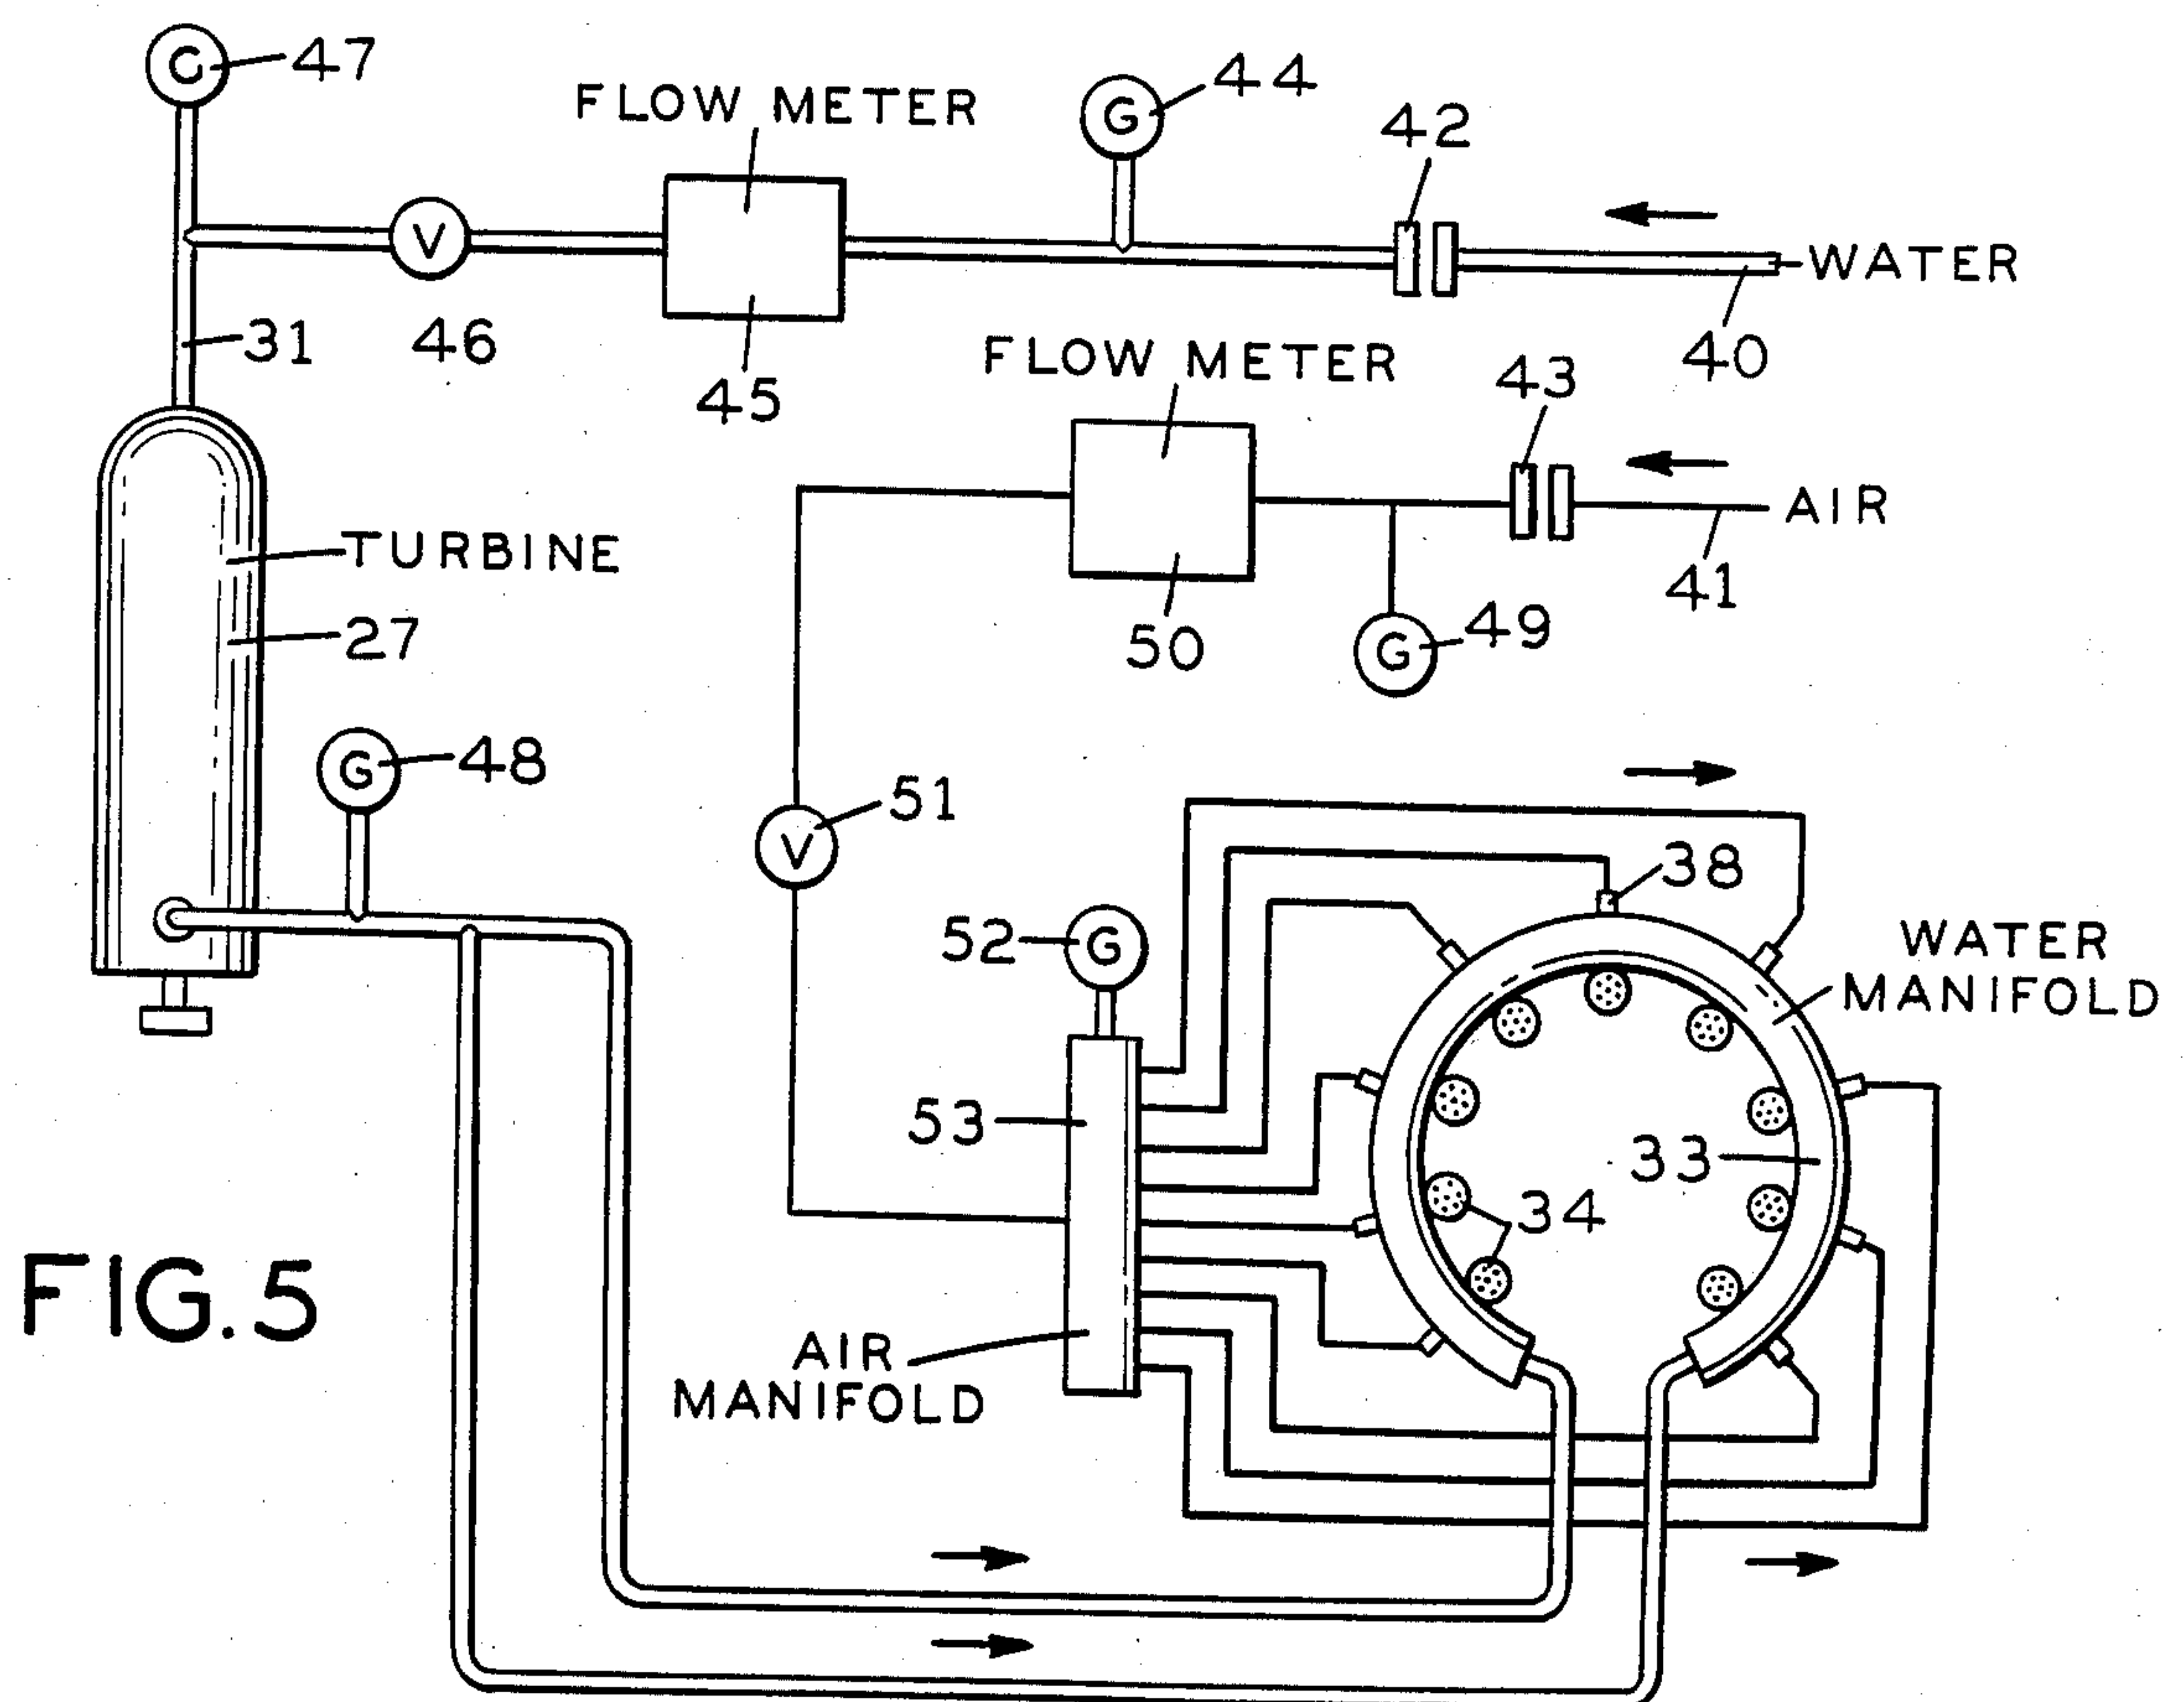 47
C
FLOW METER
44
G
42
WATER
V
31
46
45
40
FLOW METER
43
AIR
41
TURBINE
27
50
49
G
G
48
51
V
38
52
G
WATER
MANIFOLD
53
33
34
FIG.5
AIR
MANIFOLD